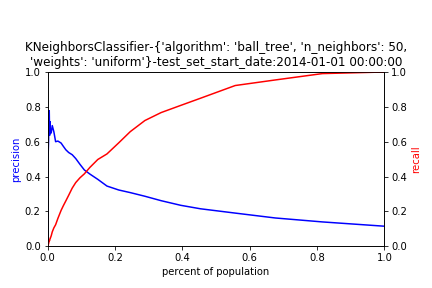 KNeighborsClassifier-{'algorithm': 'ball_tree', 'n_neighbors': 50,
'weights': 'uniform'}-test_set_start_date:2014-01-01 00:00:00
1.0 1.0
0.8 0.8
0.6 0.6
precision recall
0.4 0.4
0.2 0.2
0.0 0.0
0.0 0.2 0.4 0.6 0.8 1.0
percent of population